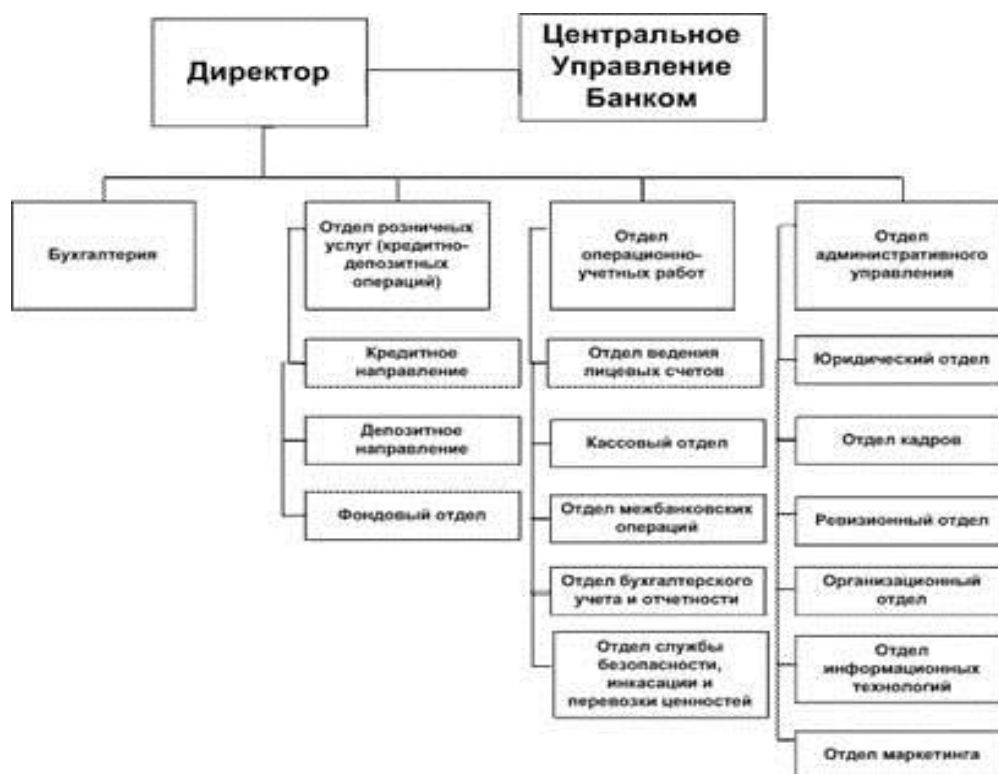 Директор
Центральное
Управление
Банком
Бухгалтерия
Отдел розничных
услуг (кредитно-
депозитных
операций)
Кредитное
направление
Депозитное
направление
Фондовый отдел
Отдел
операционно-
учетных работ
Отдел ведения
лицевых счетов
Кассовый отдел
Отдел межбанковских
операций
Отдел бухгалтерского
учета и отчетности
Отдел службы
безопасности,
инкасации и
перевозки ценностей
Отдел
административного
управления
Юридический отдел
Отдел кадров
Ревизионный отдел
Организационный
отдел
Отдел
информационных
технологий
Отдел маркетинга